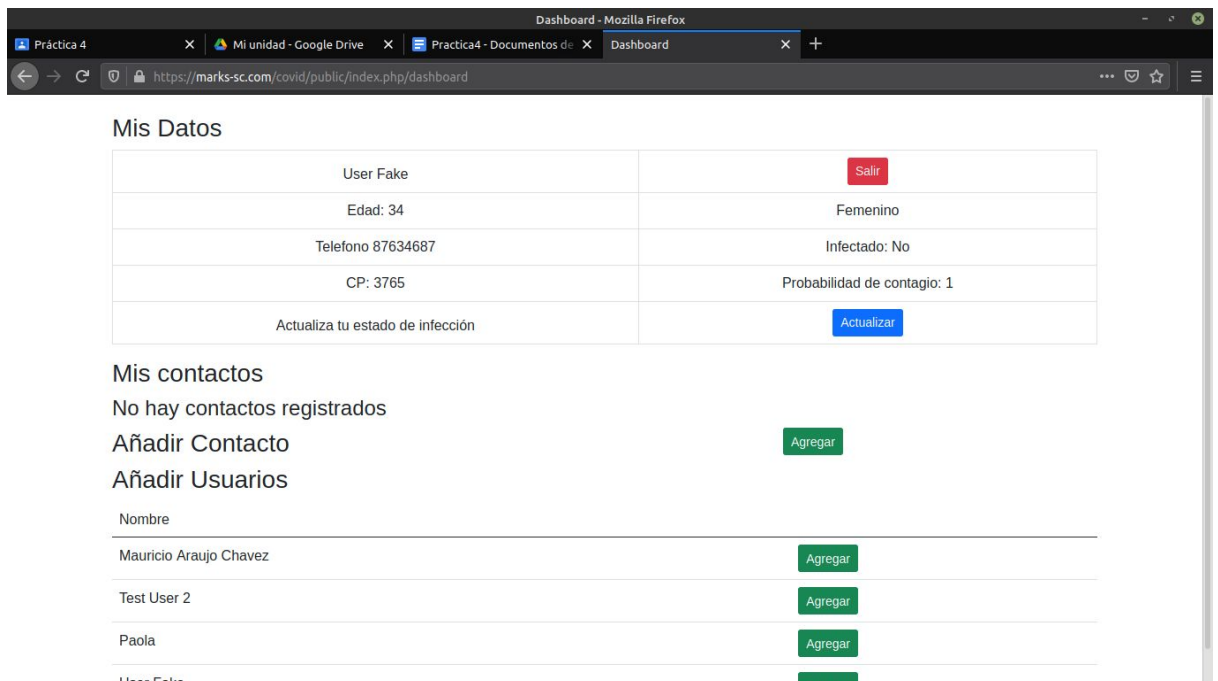 Dashboard - Mozilla Firefox
Práctica 4
Mi unidad - Google Drive
Practica4 - Documentos de
Dashboard
https://marks-sc.com/covid/public/index.php/dashboard
Mis Datos
User Fake
Salir
Edad: 34
Femenino
Telefono 87634687
Infectado: No
CP: 3765
Probabilidad de contagio: 1
Actualiza tu estado de infección
Actualizar
Mis contactos
No hay contactos registrados
Añadir Contacto
Agregar
Añadir Usuarios
Nombre
Mauricio Araujo Chavez
Agregar
Test User 2
Agregar
Paola
Agregar
User Fake